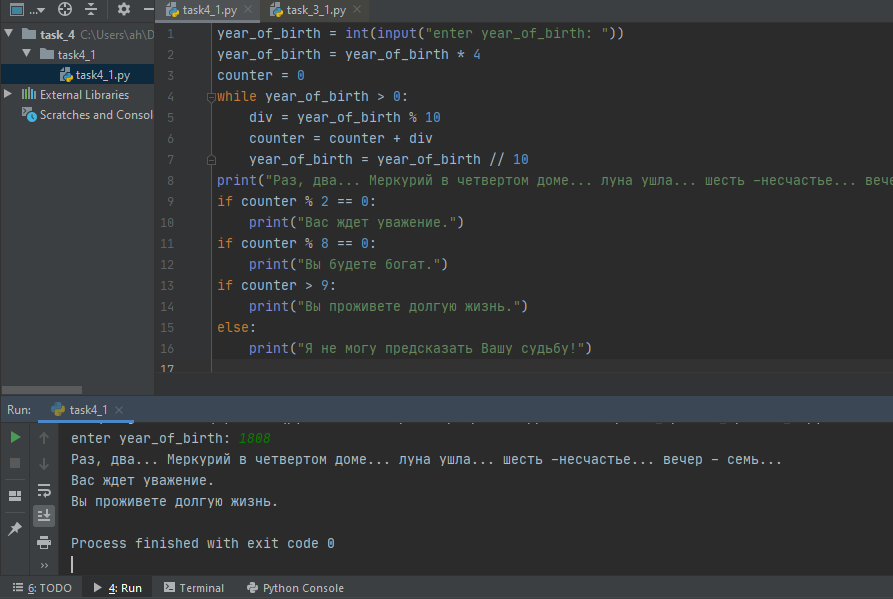 task4_1.py
task_3_1.py
task_4 C:\Users\ah\D
task4_1
task4_1.py
External Libraries
Scratches and Consol
1 year_of_birth = int(input("enter year_of_birth: "))
2 year_of_birth = year_of_birth * 4
3 counter = 0
4 while year_of_birth > 0:
5 div = year_of_birth % 10
6 counter = counter + div
7 year_of_birth = year_of_birth // 10
8 print("Раз, два... Меркурий в четвертом доме... луна ушла... шесть –несчастье... вече
9 if counter % 2 == 0:
10 print("Вас ждет уважение.")
11 if counter % 8 == 0:
12 print("Вы будете богат.")
13 if counter > 9:
14 print("Вы проживете долгую жизнь.")
15 else:
16 print("Я не могу предсказать Вашу судьбу!")
17
Run: task4_1
enter year_of_birth: 1808
Раз, два... Меркурий в четвертом доме... луна ушла... шесть –несчастье... вечер – семь...
Вас ждет уважение.
Вы проживете долгую жизнь.
Process finished with exit code 0
6: TODO
4: Run
Terminal
Python Console